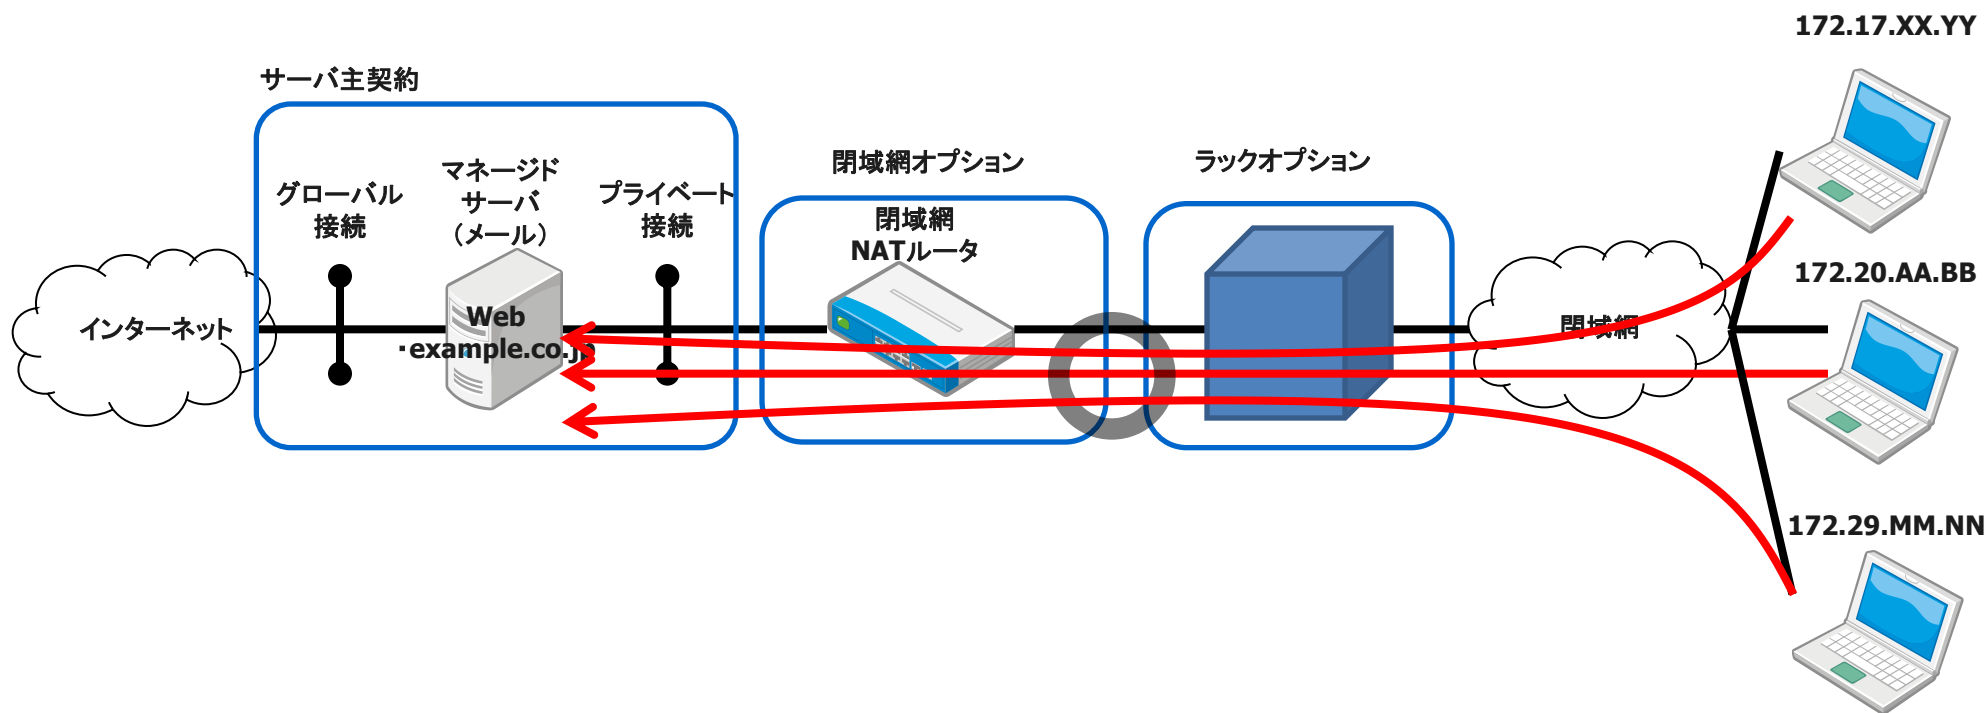 172.17.XX.YY
サーバ主契約
閉域網オプション
ラックオプション
グローバル
接続
マネージド
サーバ
（メール）
プライベート
接続
閉域網
NATルータ
172.20.AA.BB
インターネット
Web
・example.co.jp
閉域網
172.29.MM.NN